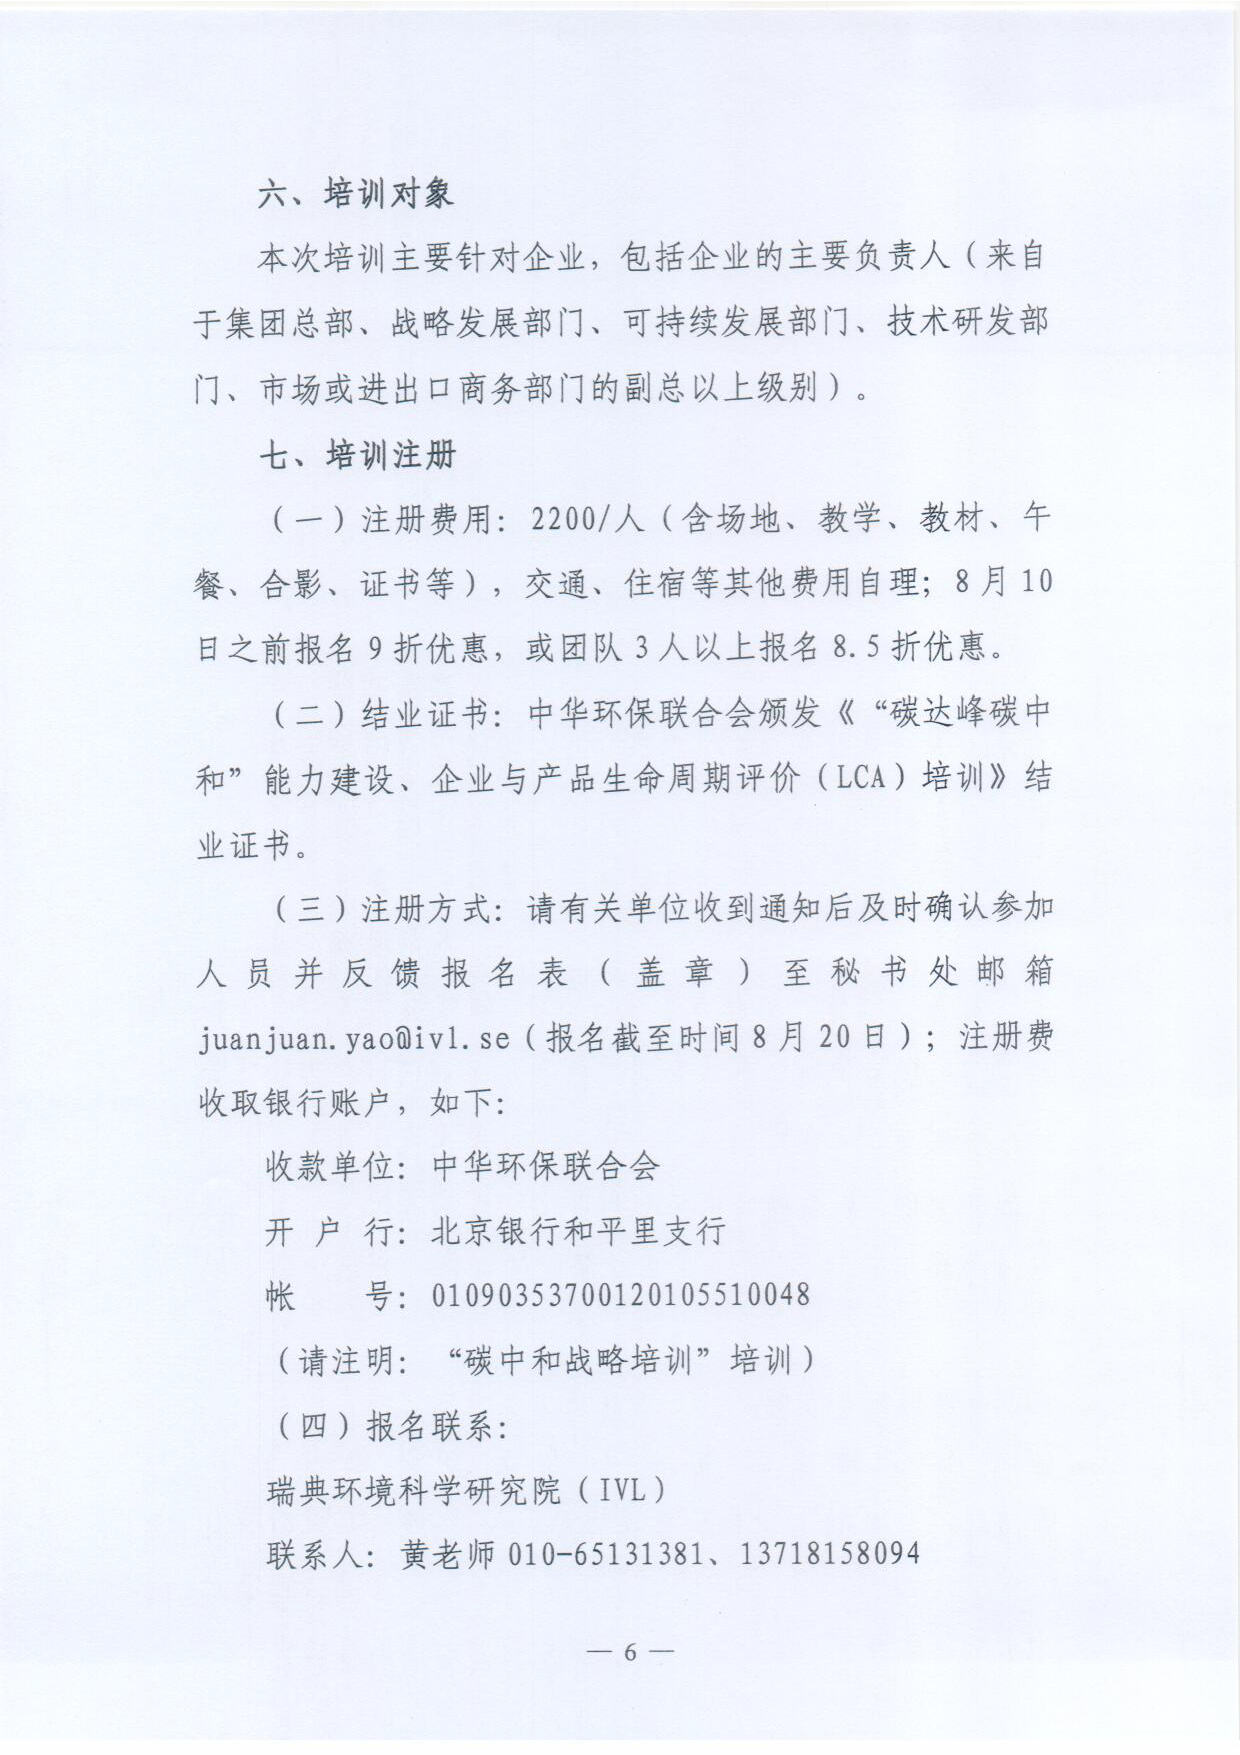 六、培训对象
本次培训主要针对企业，包括企业的主要负责人（来自
于集团总部、战略发展部门、可持续发展部门、技术研发部
门、市场或进出口商务部门的副总以上级别）。
七、培训注册
（一）注册费用：2200/人（含场地、教学、教材、午
餐、合影、证书等），交通、住宿等其他费用自理；8月10
日之前报名9折优惠，或团队3人以上报名8.5折优惠。
（二）结业证书：中华环保联合会颁发《“碳达峰碳中
和”能力建设、企业与产品生命周期评价（LCA）培训》结
业证书。
（三）注册方式：请有关单位收到通知后及时确认参加
人员并反馈报名表（盖章）至秘书处邮箱
juanjuan.yao@ivl.se（报名截至时间8月20日）；注册费
收取银行账户，如下：
收款单位：中华环保联合会
开 户 行：北京银行和平里支行
帐 号：01090353700120105510048
（请注明：“碳中和战略培训”培训）
（四）报名联系：
瑞典环境科学研究院（IVL）
联系人：黄老师010-65131381、13718158094
— 6 —